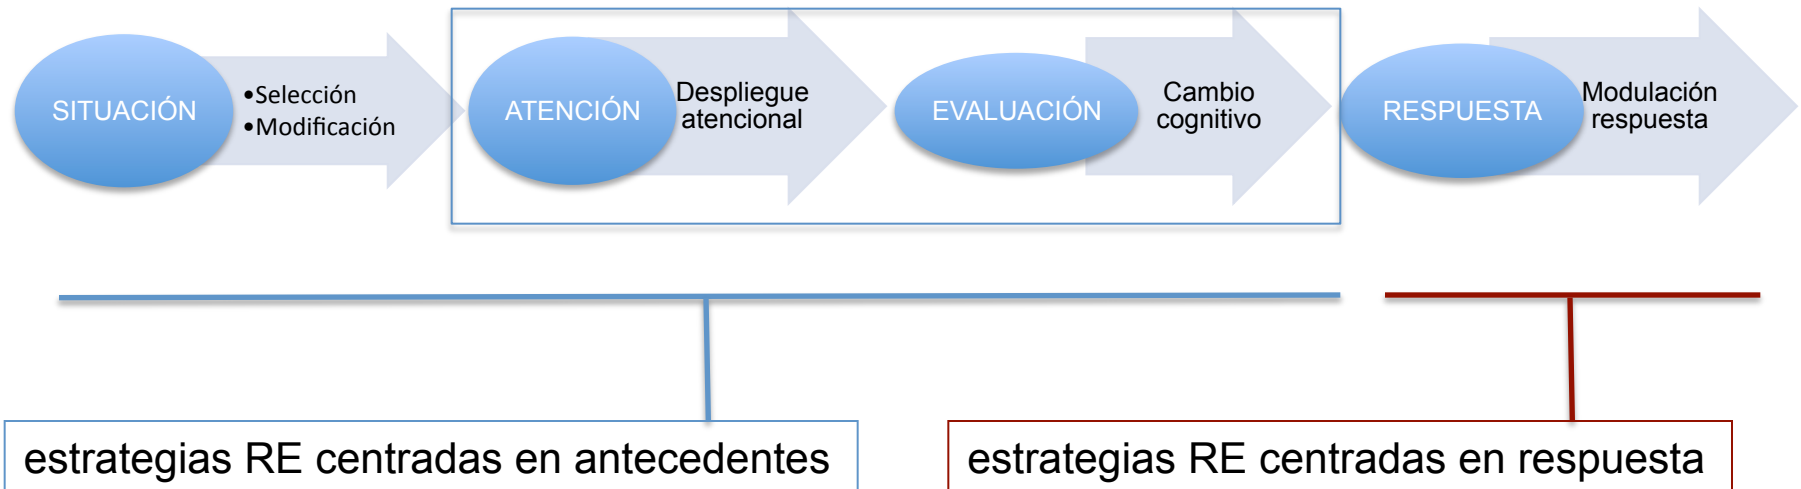 SITUACIÓN
•Selección
•Modificación
ATENCIÓN
Despliegue
atencional
EVALUACIÓN
Cambio
cognitivo
RESPUESTA
Modulación
respuesta
estrategias RE centradas en antecedentes
estrategias RE centradas en respuesta